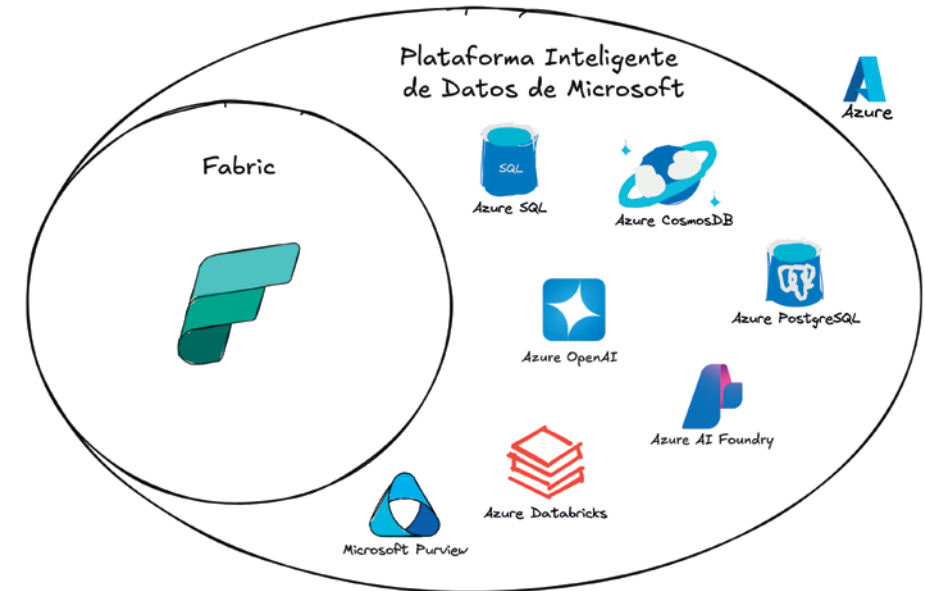 Plataforma Inteligente
de Datos de Microsoft
Azure
Fabric
SQL
Azure SQL
Azure CosmosDB
Azure PostgreSQL
Azure OpenAI
Azure AI Foundry
Azure Databricks
Microsoft Purview